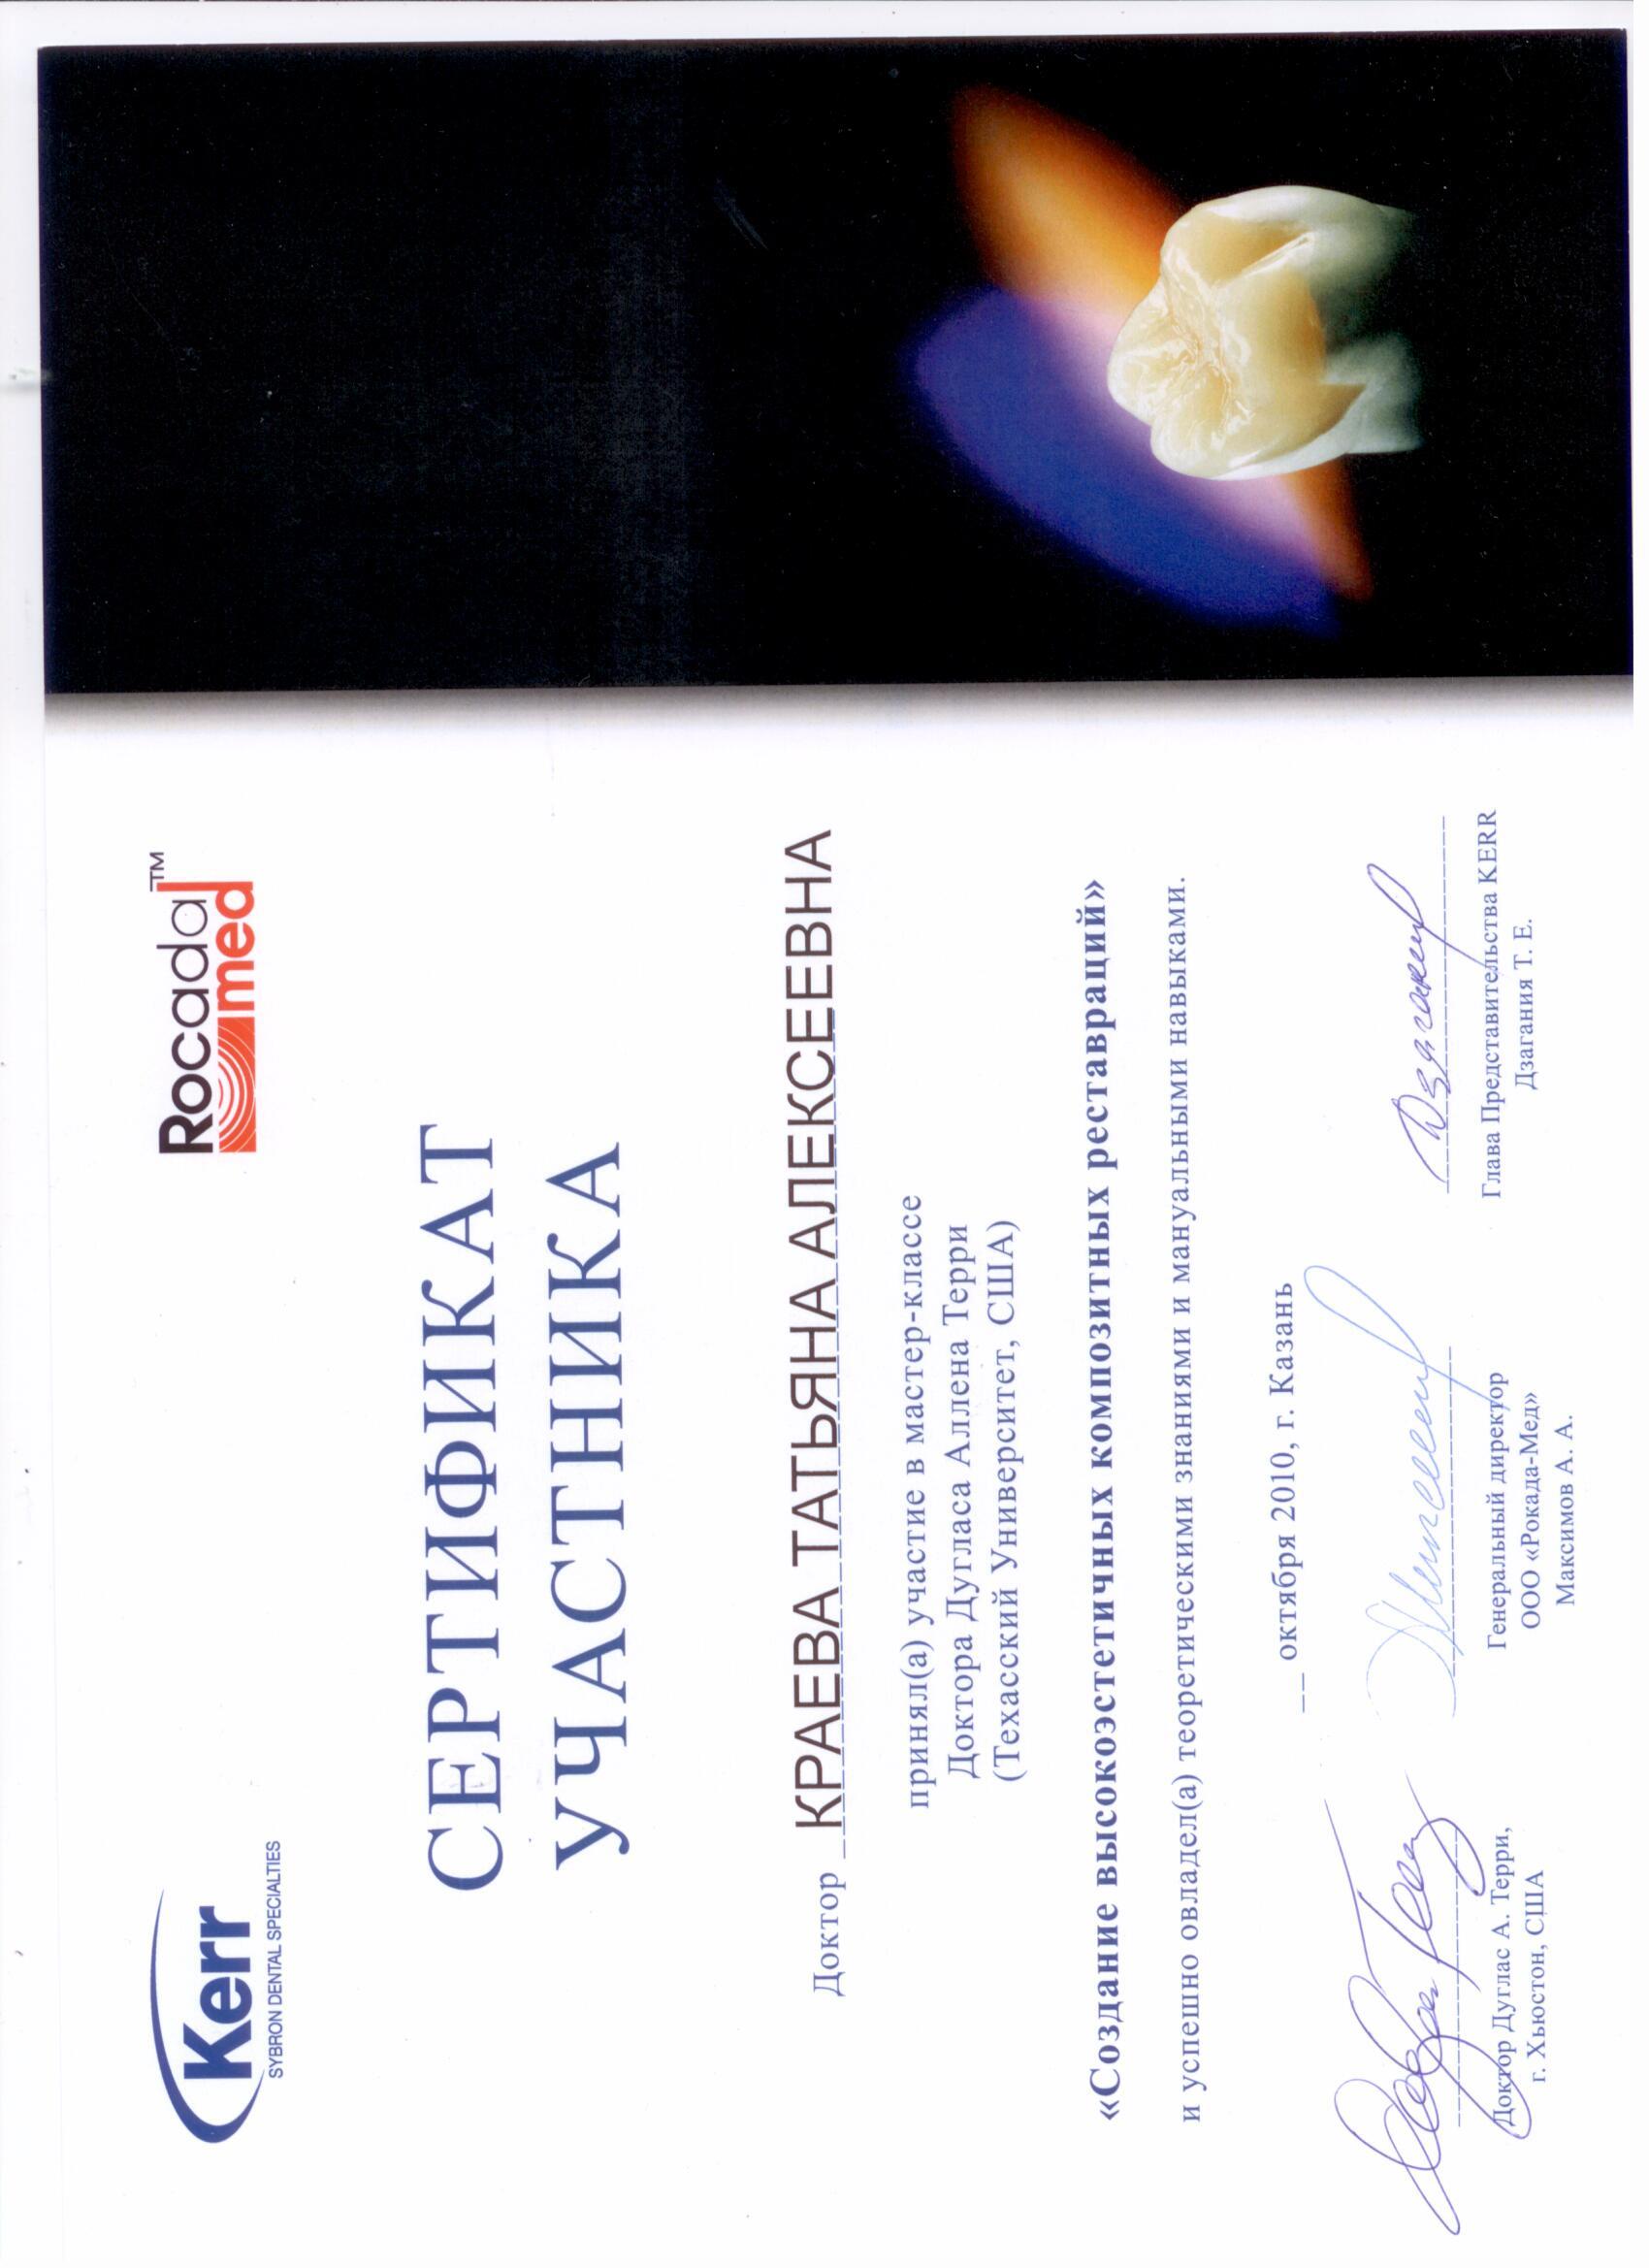 Kerr
SYBRON DENTAL SPECIALTIES
Rocada
med
TM
СЕРТИФИКАТ
УЧАСТНИКА
Доктор КРАЕВА ТАТЬЯНА АЛЕКСЕЕВНА
принял(а) участие в мастер-классе
Доктора Дугласа Аллена Терри
(Техасский Университет, США)
«Создание высокоэстетичных композитных реставраций»
и успешно овладел(а) теоретическими знаниями и мануальными навыками.
__ октября 2010, г. Казань
Доктор Дуглас А. Терри,
г. Хьюстон, США
Генеральный директор
ООО «Рокада-Мед»
Максимов А. А.
Глава Представительства KERR
Дзагания Т. Е.